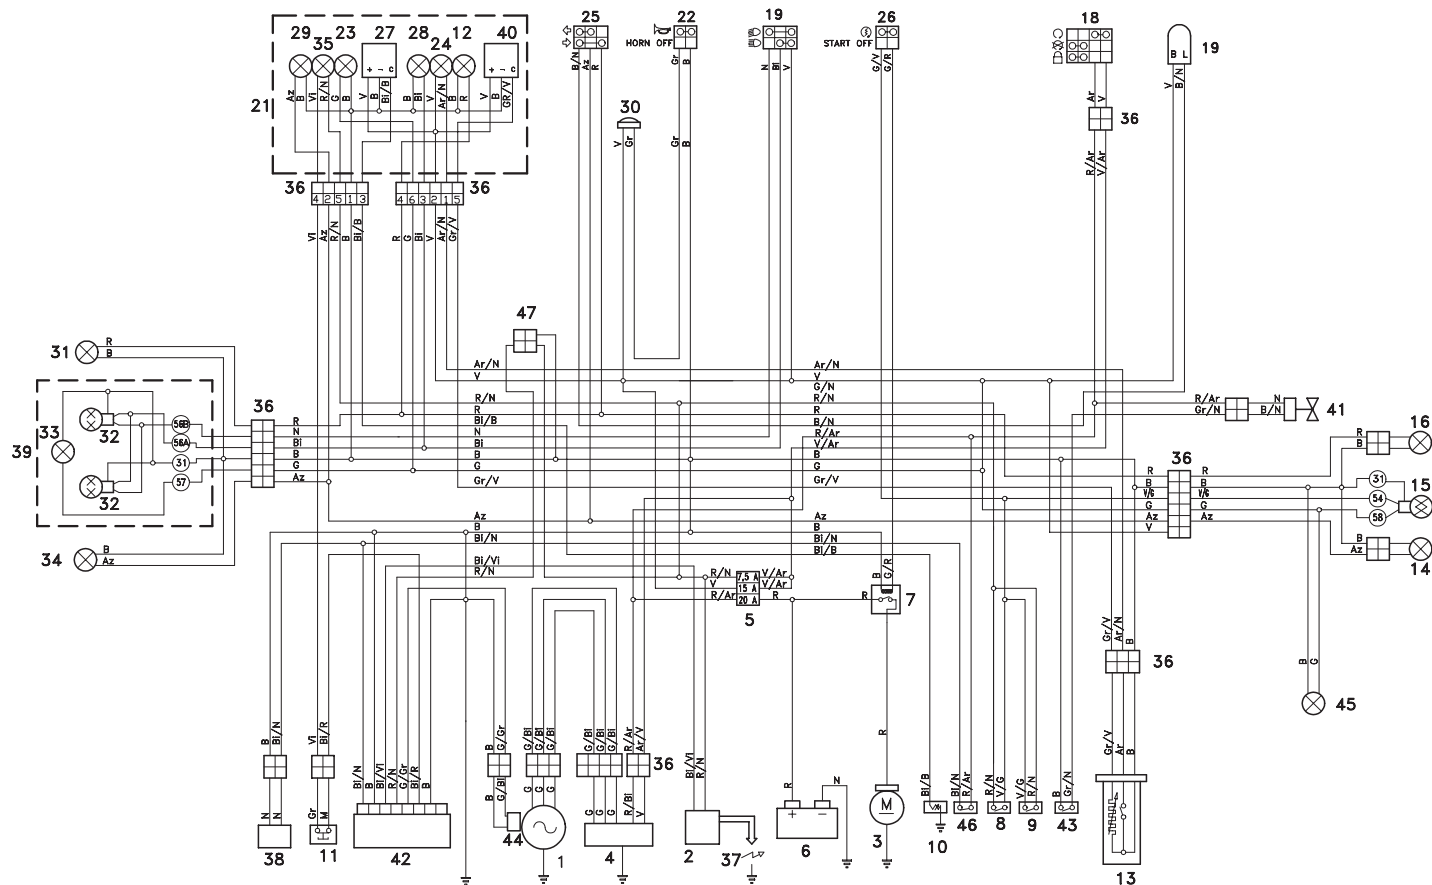 29 35 23 27 28 24 12 40
21
+ - c
+ - c
Az B Vi R/N G B V B Bi/B B Bi V Ar/N B R V B GR/V
36 4 2 5 1 3
4 6 3 2 1 5 36
Vi Az R/N B Bi/B R G Bi V Ar/N Gr/V
25 22 19 26 18 19
HORN OFF
START OFF
B L
B/N Az R Gr B N Bi V G/V G/R Ar V V B/N
30
V Gr Gr B
36
R/Ar V/Ar
47
31 R
B
39 33 32 32
56B
56A
31
57
34 B
Az
36
R
N
Bi
B
G
Az
Ar/N
V
R/N
R
Bi/B
N
Bi
B
G
Gr/V
Az
B
Bi/N
Bi/Vi
R/N
Ar/N
V
G/N
R/N
R
B/N
R/Ar
V/Ar
B
G
Gr/V
Az
B
Bi/N
Bi/B
R/Ar N
Gr/N B/N
41
36
R
B
V/G
G
Az
V
R
B
V/G
G
Az
R
B
16
31
54
58
15
B
Az
14
R/N 7,5 A V/Ar
V 15 A V/Ar
R/Ar 20 A R
5
B G/R
R 7
Gr/V Ar/N B
36
B G
45
B Bi/N
N N
38
Vi Bi/R
Gr M
11
Bi/N B Bi/Vi R/N G/Gr Bi/R B
42
B G/Gr
B G/Bi
44
G/Bi G/Bi G/Bi
G G G
1
G/Bi G/Bi G/Bi R/Ar Ar/V
36
G G G R/Bi V
4
Bi/Vi R/N
2
37
R N
+ -
6
R
M
3
Bi/B
10
Bi/N R/Ar
46
R/N V/G
8
V/G R/N
9
B Gr/N
43
Gr/V Ar B
13